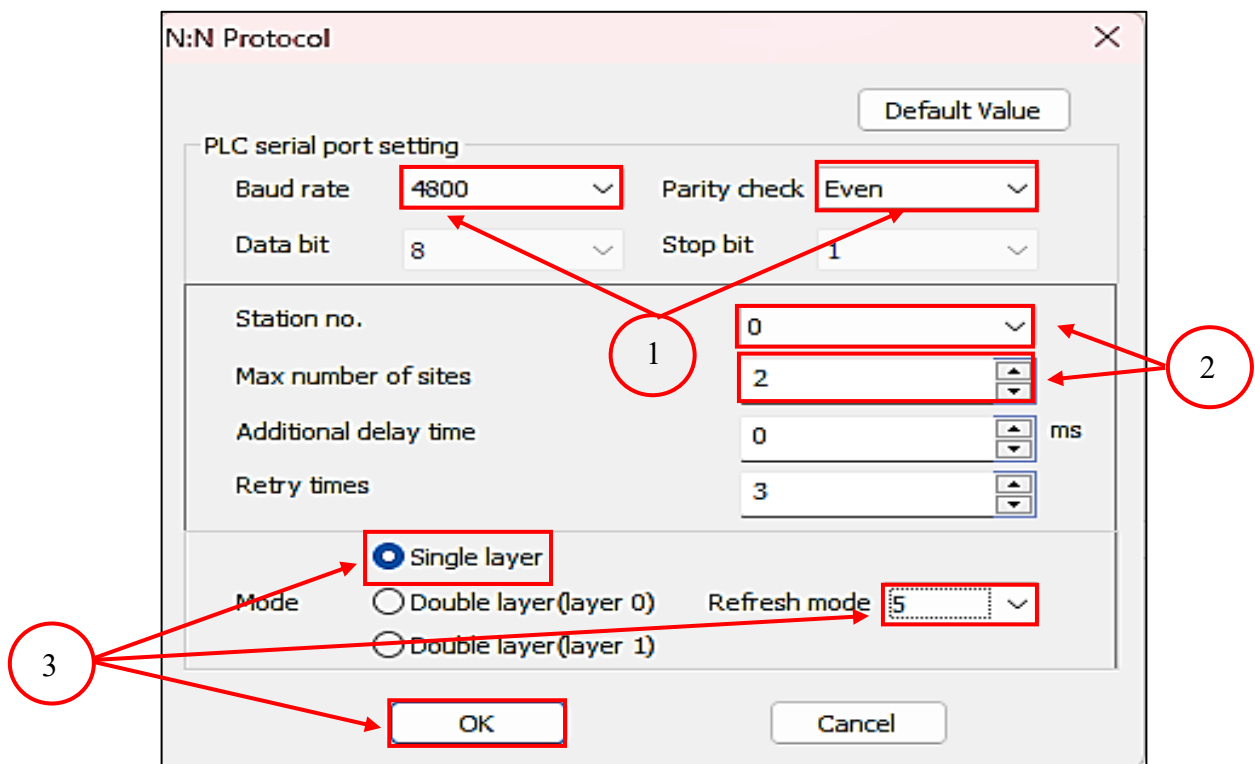 N:N Protocol
Default Value
PLC serial port setting
Baud rate 4800 Parity check Even
Data bit 8 Stop bit 1
Station no. 0
1
2
Max number of sites 2
Additional delay time 0 ms
Retry times 3
Single layer
Mode Double layer(layer 0) Refresh mode 5
Double layer(layer 1)
3
OK Cancel